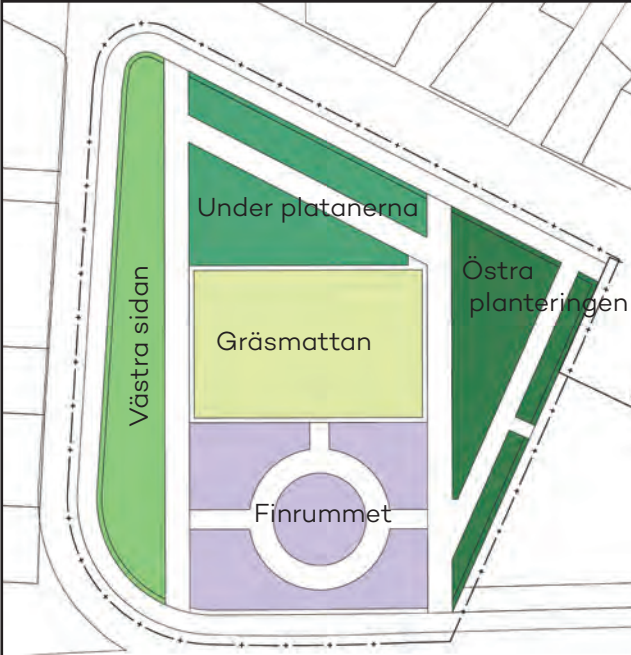 Under platanerna
Östra
planteringen
Västra sidan
Gräsmattan
Finrummet